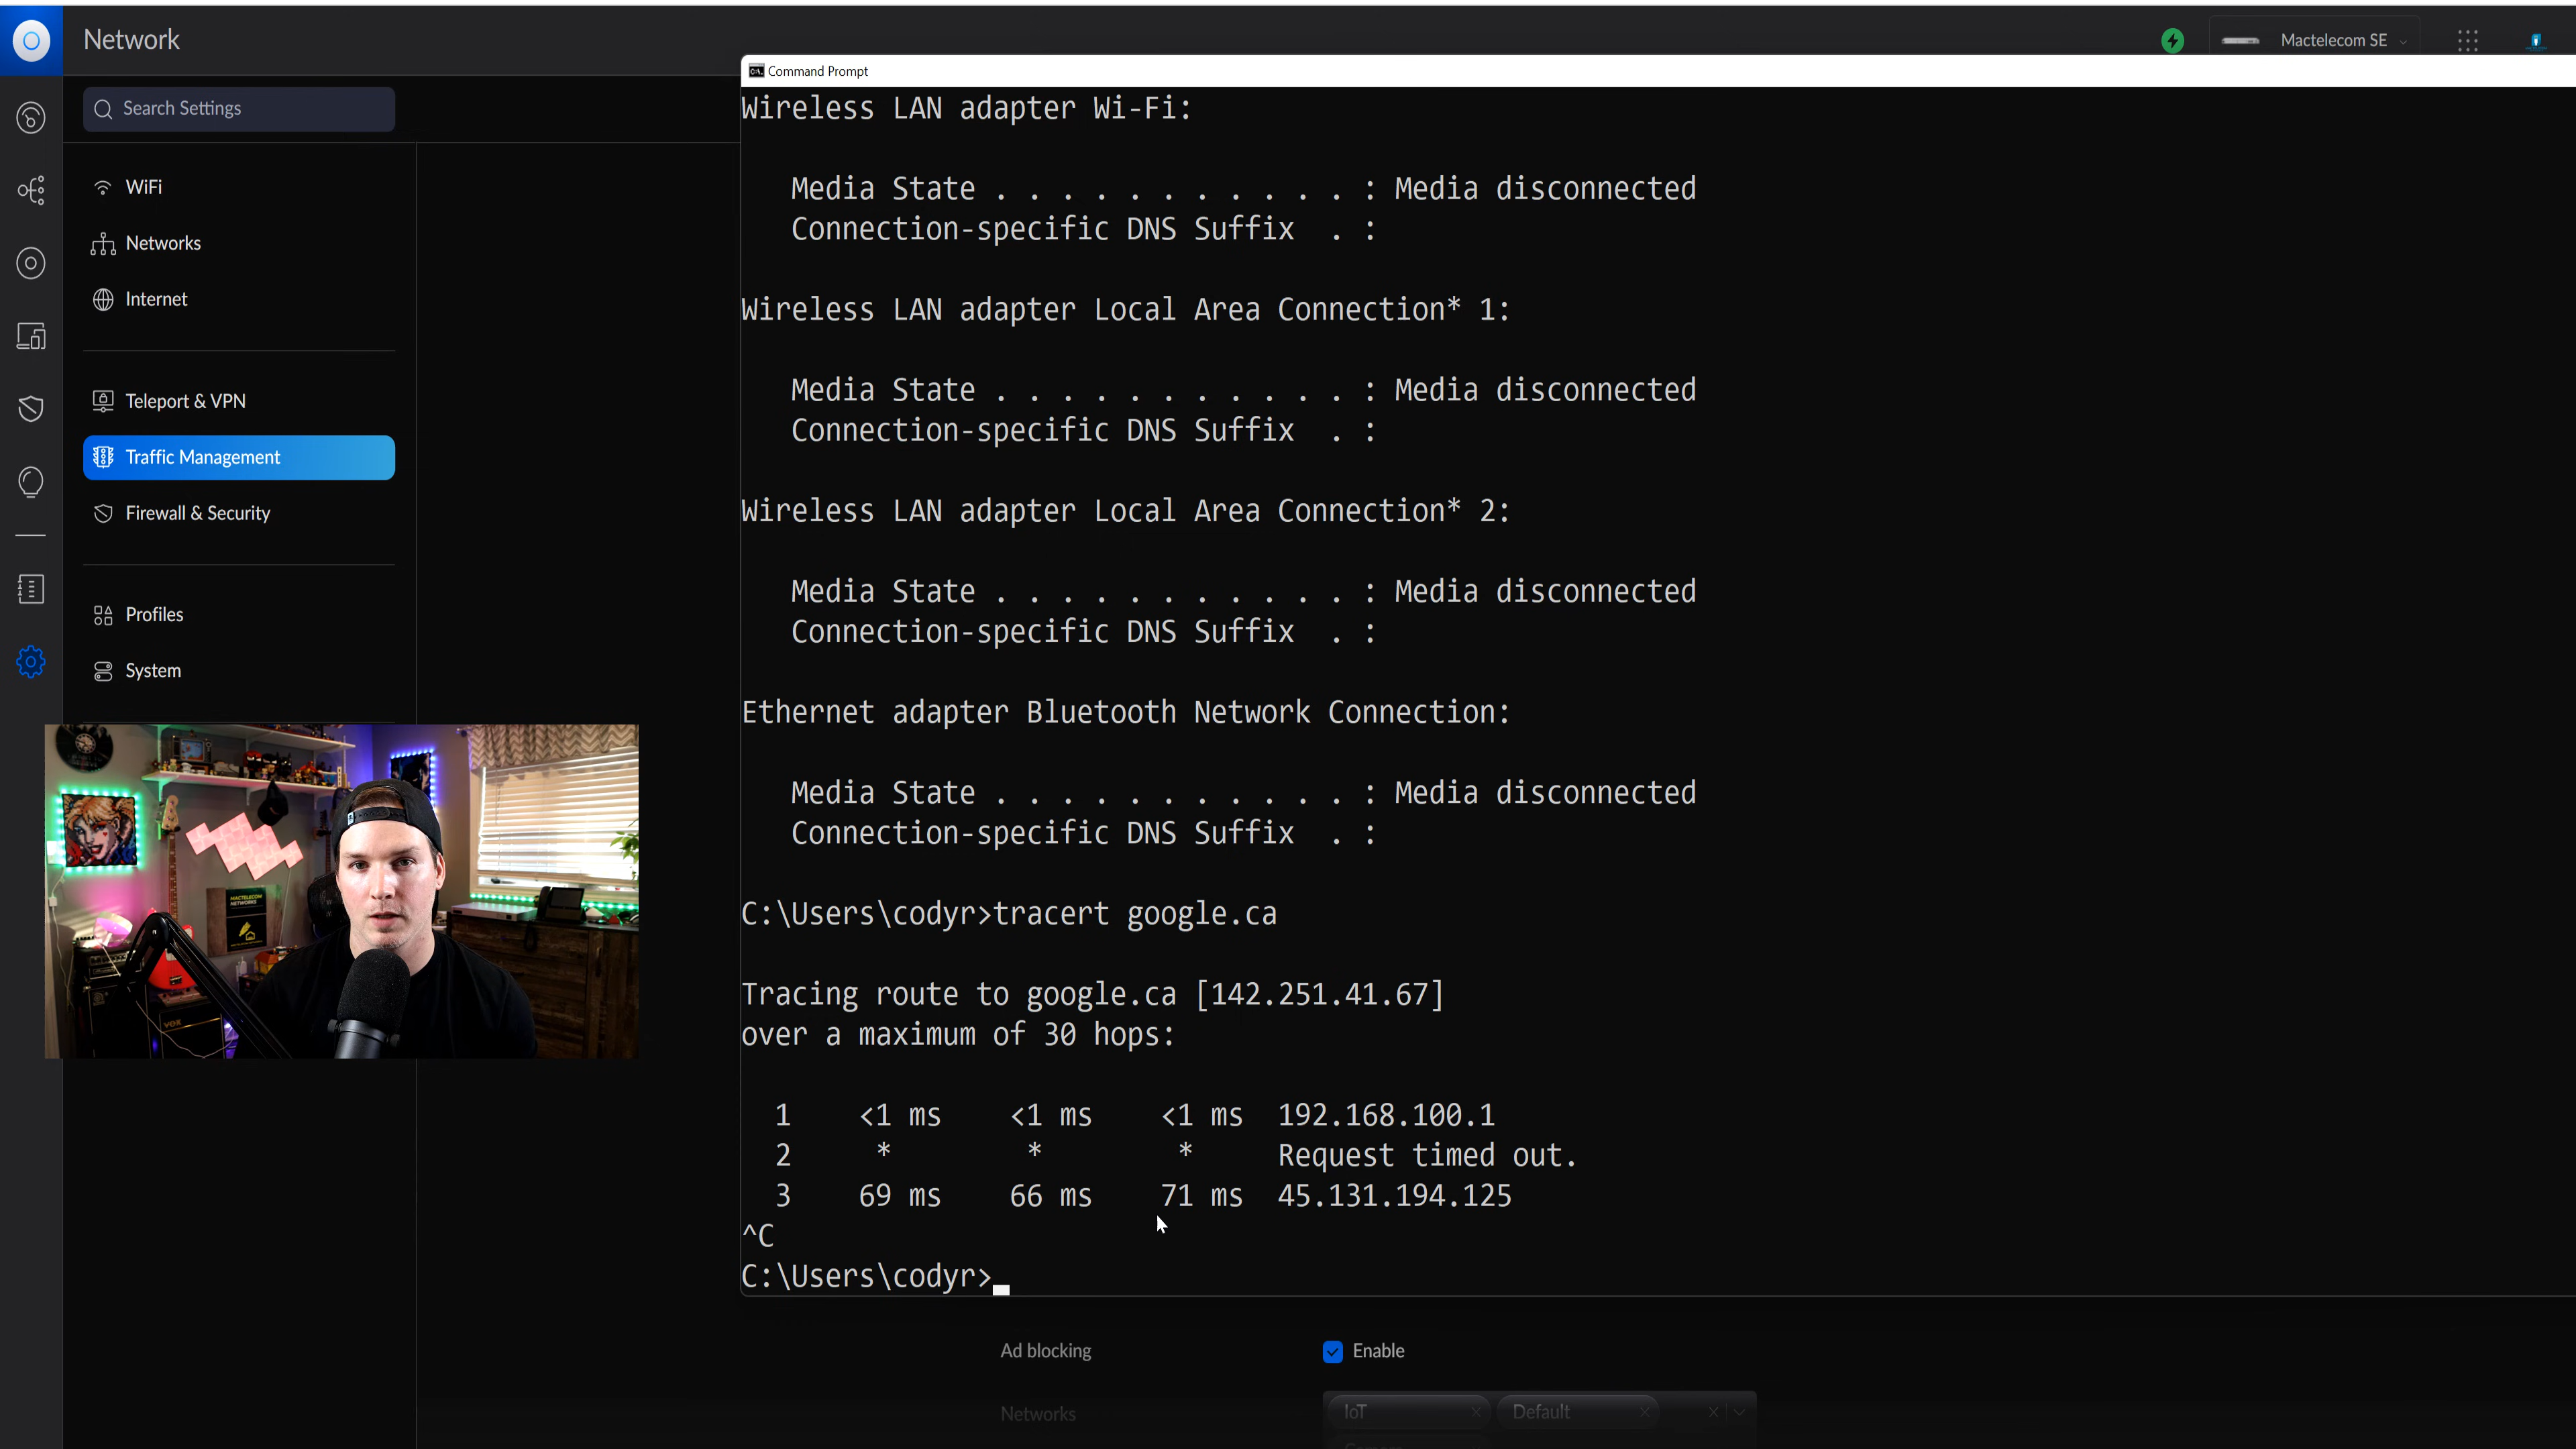 Network
Mactelecom SE
Command Prompt
Search Settings
WiFi
Networks
Internet
Teleport & VPN
Traffic Management
Firewall & Security
Profiles
System
Wireless LAN adapter Wi-Fi:
Media State . . . . . . . . . . . : Media disconnected
Connection-specific DNS Suffix . :
Wireless LAN adapter Local Area Connection* 1:
Media State . . . . . . . . . . . : Media disconnected
Connection-specific DNS Suffix . :
Wireless LAN adapter Local Area Connection* 2:
Media State . . . . . . . . . . . : Media disconnected
Connection-specific DNS Suffix . :
Ethernet adapter Bluetooth Network Connection:
Media State . . . . . . . . . . . : Media disconnected
Connection-specific DNS Suffix . :
C:\Users\codyr>tracert google.ca
Tracing route to google.ca [142.251.41.67]
over a maximum of 30 hops:
1 <1 ms <1 ms <1 ms 192.168.100.1
2 * * * Request timed out.
3 69 ms 66 ms 71 ms 45.131.194.125
^C
C:\Users\codyr>
MACTELECOM
NETWORKS
VOX
Ad blocking
Enable
Networks
IoT
Default